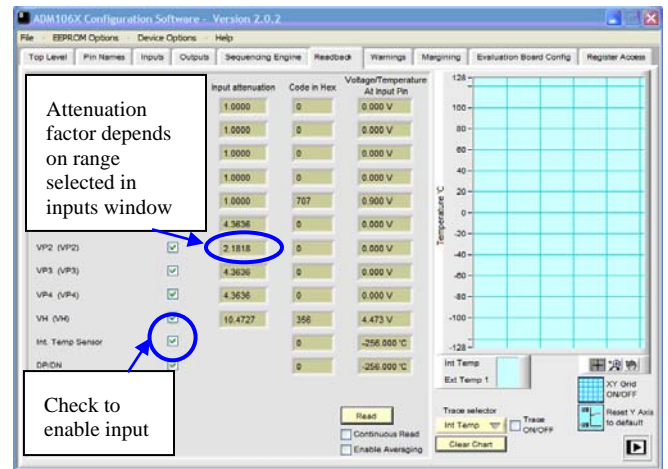 ADM106X Configuration Software - Version 2.0.2
File EEPROM Options Device Options Help
Top Level Pin Names Inputs Outputs Sequencing Engine Readback Warnings Margining Evaluation Board Config Register Access
Input attenuation Code in Hex Voltage/Temperature At Input Pin
Attenuation
factor depends
on range
selected in
inputs window
1.0000 0 0.000 V
1.0000 0 0.000 V
1.0000 0 0.000 V
1.0000 0 0.000 V
1.0000 707 0.900 V
4.3636 0 0.000 V
VP2 (VP2) 2.1818 0 0.000 V
VP3 (VP3) 4.3636 0 0.000 V
VP4 (VP4) 4.3636 0 0.000 V
VH (VH) 10.4727 356 4.473 V
Int. Temp Sensor 0 -256.000 °C
DP/DN 0 -256.000 °C
Check to
enable input
Read
Continuous Read
Enable Averaging
Temperature °C
128
100
80
60
40
20
0
-20
-40
-60
-80
-100
-128
Int Temp
Ext Temp 1
XY Grid
ON/OFF
Reset Y Axis
to default
Trace selector
Int Temp
Trace
ON/OFF
Clear Chart